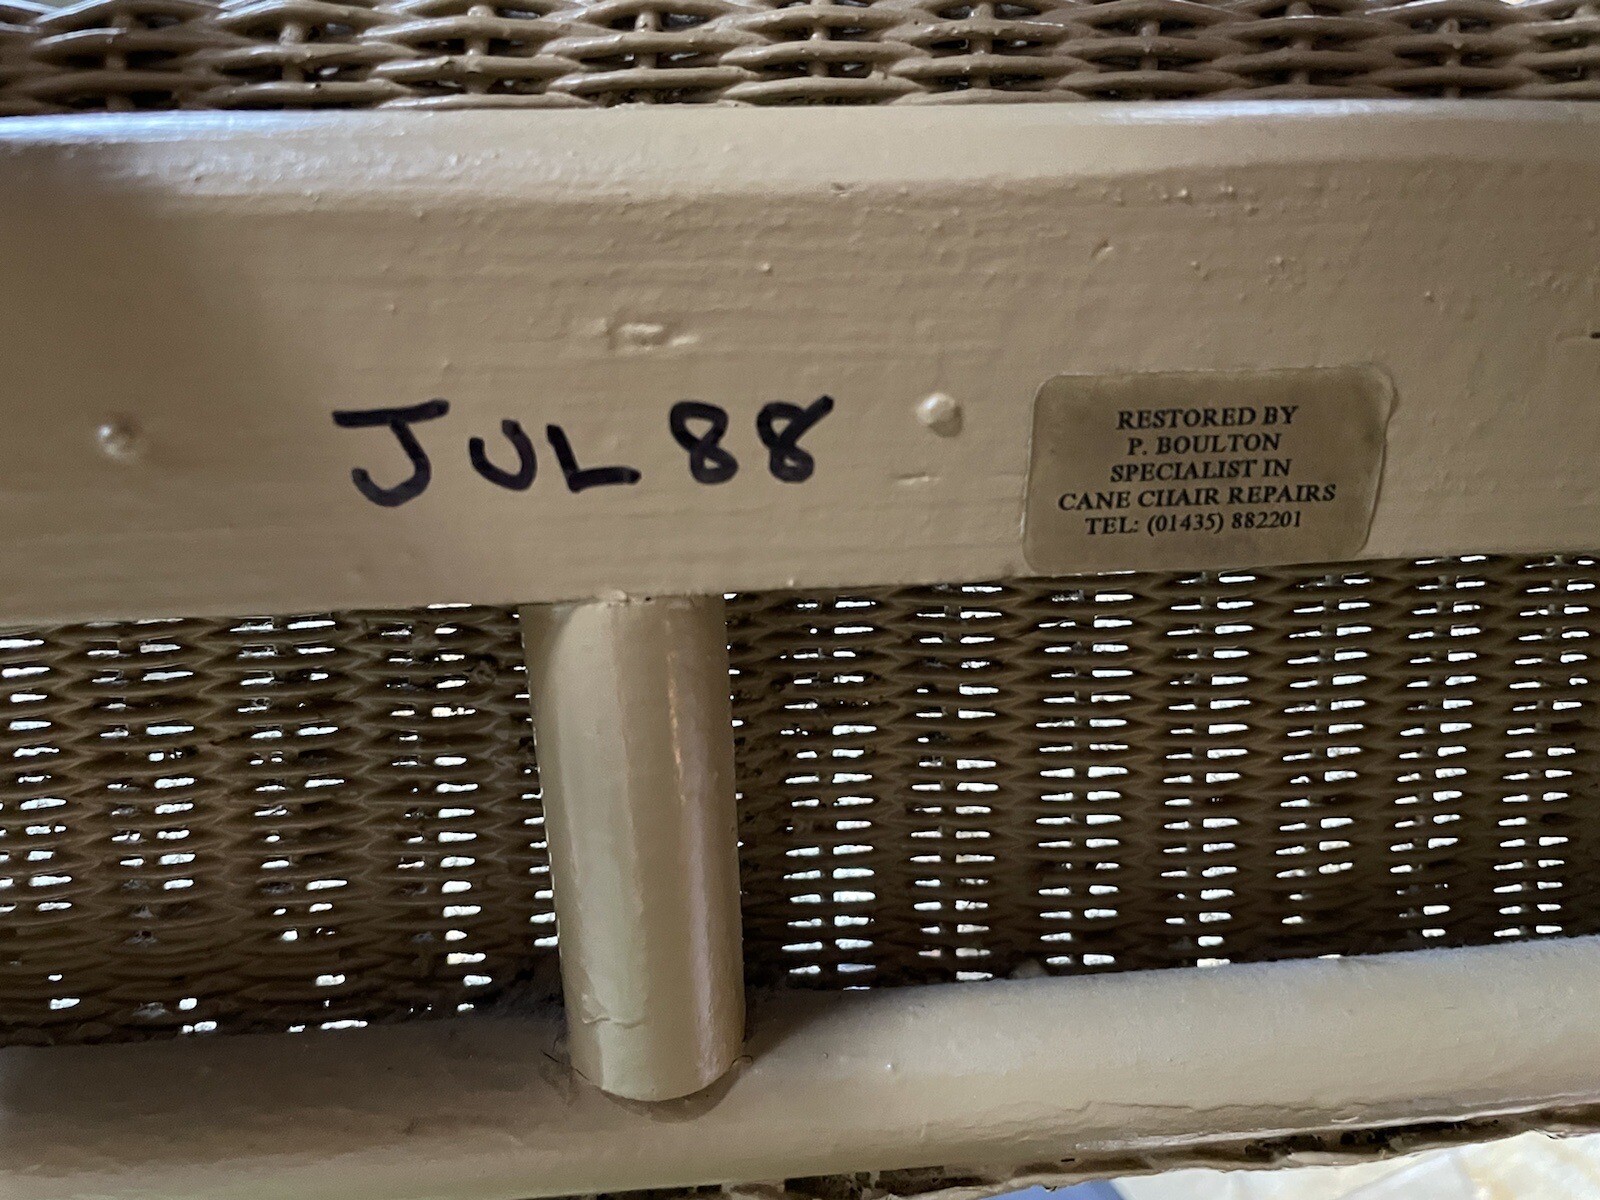 JUL 88
RESTORED BY
P. BOULTON
SPECIALIST IN
CANE CHAIR REPAIRS
TEL: (01435) 882201